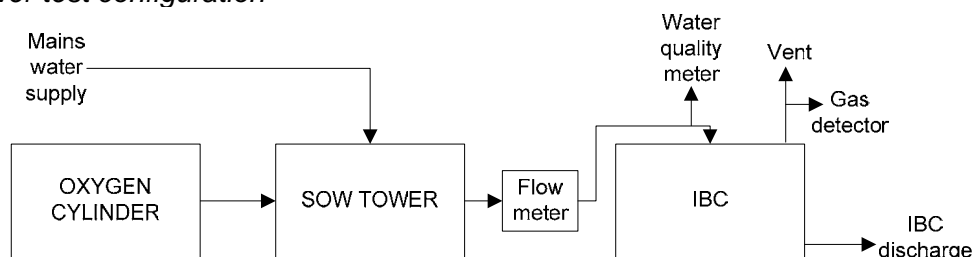 Mains
water
supply
Water
quality
meter
Vent
Gas
detector
OXYGEN
CYLINDER
SOW TOWER
Flow
meter
IBC
IBC
discharge